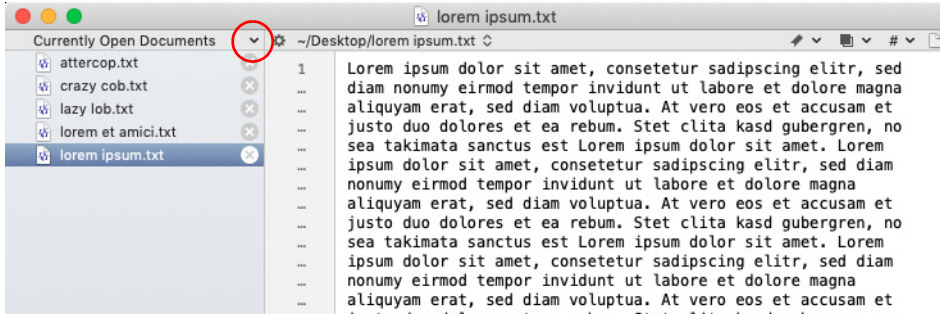 lorem ipsum.txt
Currently Open Documents
~/Desktop/lorem ipsum.txt
#
attercop.txt
crazy cob.txt
lazy lob.txt
lorem et amici.txt
lorem ipsum.txt
1
Lorem ipsum dolor sit amet, consetetur sadipscing elitr, sed
… diam nonumy eirmod tempor invidunt ut labore et dolore magna
… aliquyam erat, sed diam voluptua. At vero eos et accusam et
… justo duo dolores et ea rebum. Stet clita kasd gubergren, no
… sea takimata sanctus est Lorem ipsum dolor sit amet. Lorem
… ipsum dolor sit amet, consetetur sadipscing elitr, sed diam
… nonumy eirmod tempor invidunt ut labore et dolore magna
… aliquyam erat, sed diam voluptua. At vero eos et accusam et
… justo duo dolores et ea rebum. Stet clita kasd gubergren, no
… sea takimata sanctus est Lorem ipsum dolor sit amet. Lorem
… ipsum dolor sit amet, consetetur sadipscing elitr, sed diam
… nonumy eirmod tempor invidunt ut labore et dolore magna
… aliquyam erat, sed diam voluptua. At vero eos et accusam et